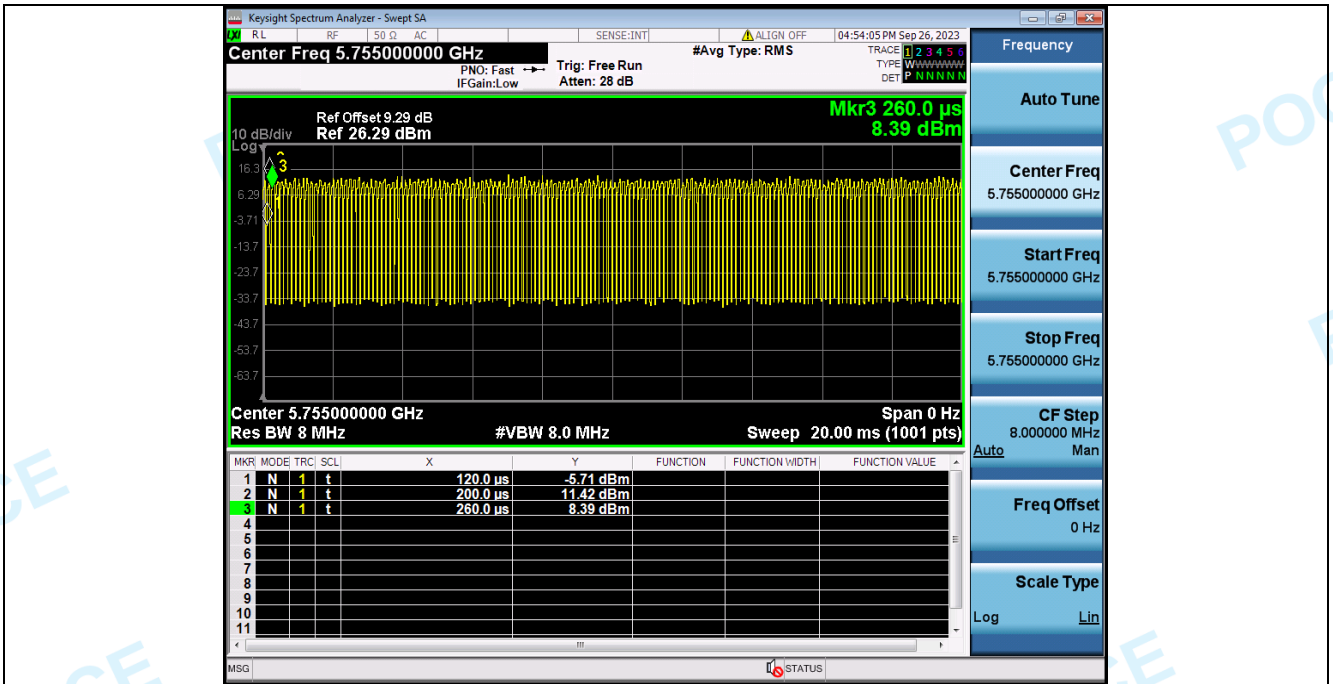 Keysight Spectrum Analyzer - Swept SA
LXI RL RF 50 Ω AC SENSE:INT ALIGN OFF 04:54:05 PM Sep 26, 2023
Center Freq 5.755000000 GHz
#Avg Type: RMS
TRACE 1 2 3 4 5 6
TYPE WWWWWW
DET P N N N N N
PNO: Fast
IFGain:Low
Trig: Free Run
Atten: 28 dB
Frequency
Auto Tune
Center Freq
5.755000000 GHz
Start Freq
5.755000000 GHz
Stop Freq
5.755000000 GHz
CF Step
8.000000 MHz
Auto Man
Freq Offset
0 Hz
Scale Type
Log Lin
Mkr3 260.0 µs
8.39 dBm
Ref Offset 9.29 dB
10 dB/div Ref 26.29 dBm
Log
3
16.3
6.29
-3.71
-13.7
-23.7
-33.7
-43.7
-53.7
-63.7
Center 5.755000000 GHz Span 0 Hz
Res BW 8 MHz #VBW 8.0 MHz Sweep 20.00 ms (1001 pts)
MKR MODE TRC SCL X Y FUNCTION FUNCTION WIDTH FUNCTION VALUE
1 N 1 t 120.0 µs -5.71 dBm
2 N 1 t 200.0 µs 11.42 dBm
3 N 1 t 260.0 µs 8.39 dBm
4
5
6
7
8
9
10
11
MSG STATUS